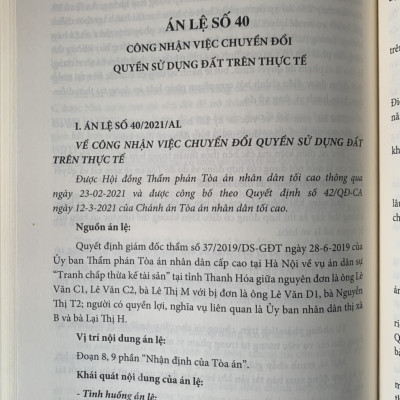 ÁN LỆ SỐ 40
CÔNG NHẬN VIỆC CHUYỂN ĐỔI
QUYỀN SỬ DỤNG ĐẤT TRÊN THỰC TẾ
I. ÁN LỆ SỐ 40/2021/AL
VỀ CÔNG NHẬN VIỆC CHUYỂN ĐỔI QUYỀN SỬ DỤNG ĐẤT
TRÊN THỰC TẾ
Được Hội đồng Thẩm phán Tòa án nhân dân tối cao thông qua
ngày 23-02-2021 và được công bố theo Quyết định số 42/QĐ-CA
ngày 12-3-2021 của Chánh án Tòa án nhân dân tối cao.
Nguồn án lệ:
Quyết định giám đốc thẩm số 37/2019/DS-GĐT ngày 28-6-2019 của
Ủy ban Thẩm phán Tòa án nhân dân cấp cao tại Hà Nội về vụ án dân sự
“Tranh chấp thừa kế tài sản” tại tỉnh Thanh Hóa giữa nguyên đơn là ông Lê
Văn C1, Lê Văn C2, bà Lê Thị M với bị đơn là ông Lê Văn D1, bà Nguyễn
Thị T2; người có quyền lợi, nghĩa vụ liên quan là Ủy ban nhân dân thị xã
B và bà Lại Thị H.
Vị trí nội dung án lệ:
Đoạn 8, 9 phần “Nhận định của Tòa án”.
Khái quát nội dung của án lệ:
- Tình huống án lệ: